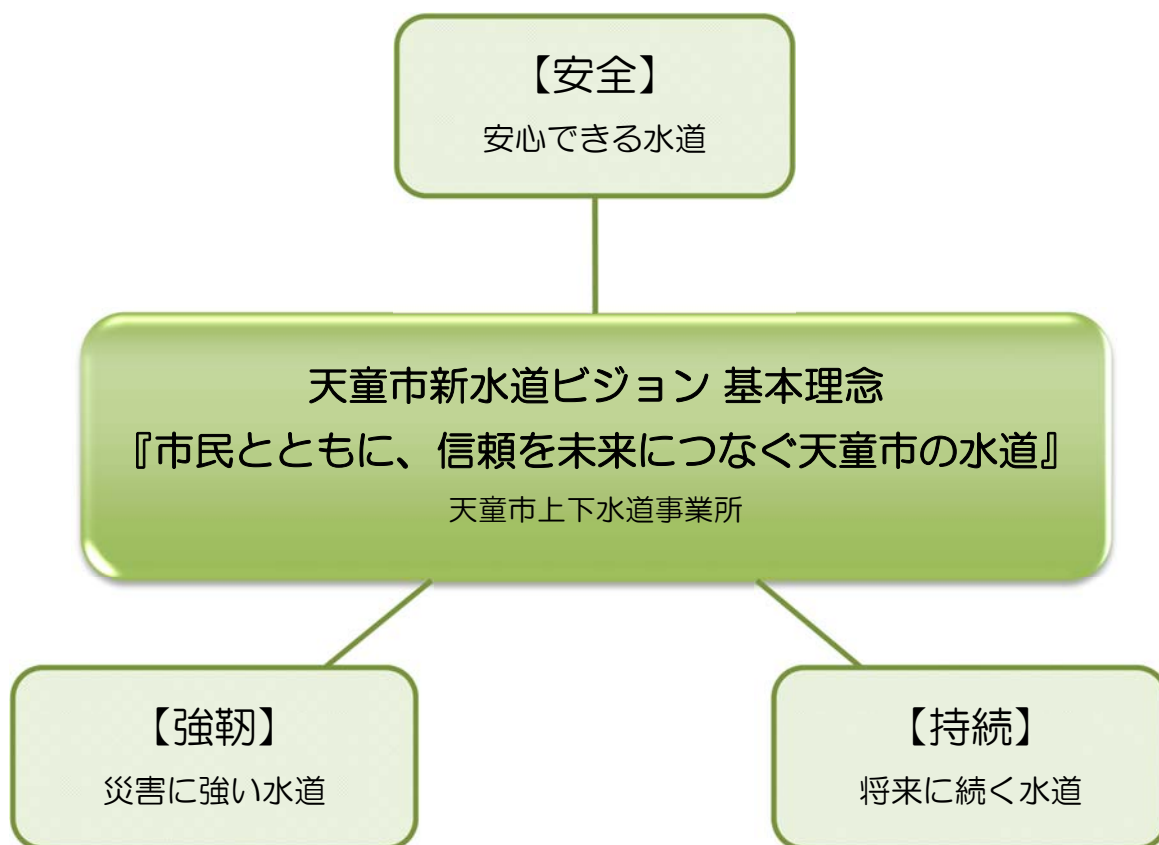 【安全】
安心できる水道
天童市新水道ビジョン 基本理念
『市民とともに、信頼を未来につなぐ天童市の水道』
天童市上下水道事業所
【強靭】
災害に強い水道
【持続】
将来に続く水道